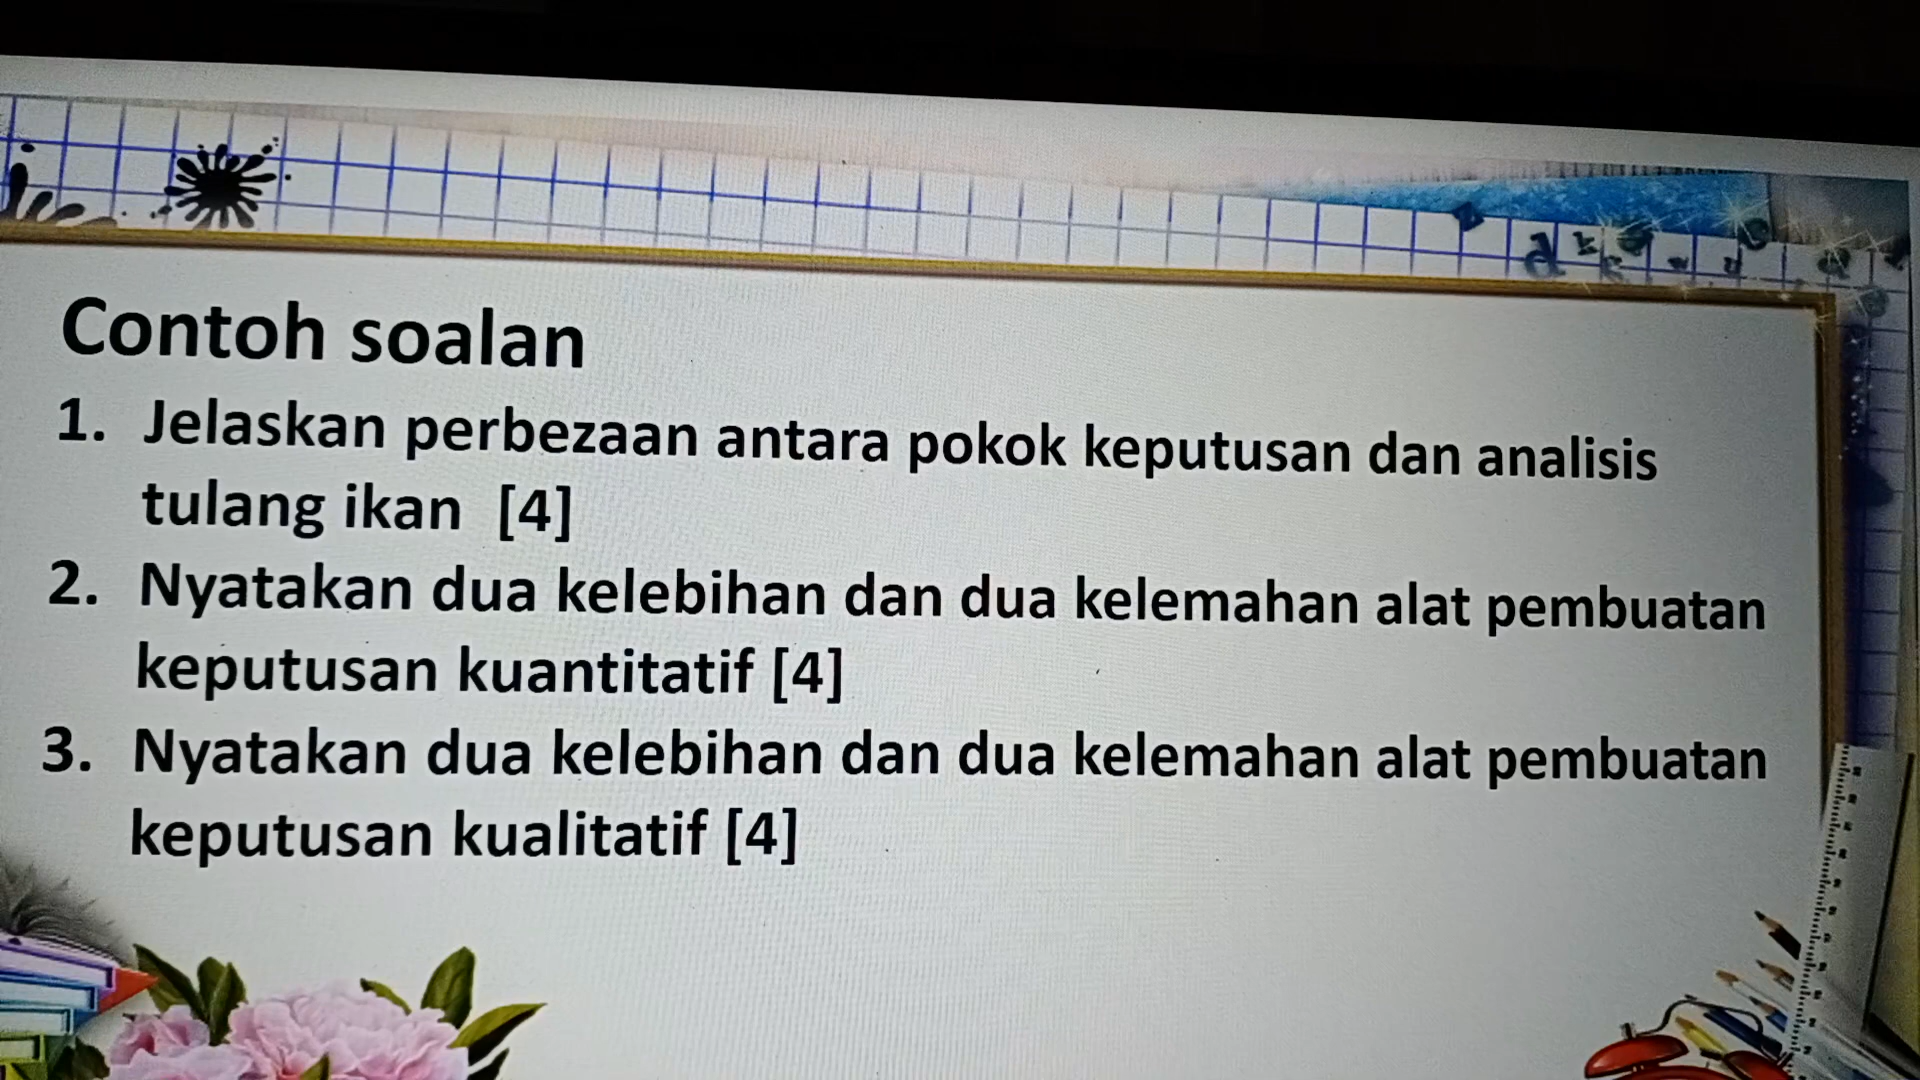 Contoh soalan
1. Jelaskan perbezaan antara pokok keputusan dan analisis
tulang ikan [4]
2. Nyatakan dua kelebihan dan dua kelemahan alat pembuatan
keputusan kuantitatif [4]
3. Nyatakan dua kelebihan dan dua kelemahan alat pembuatan
keputusan kualitatif [4]